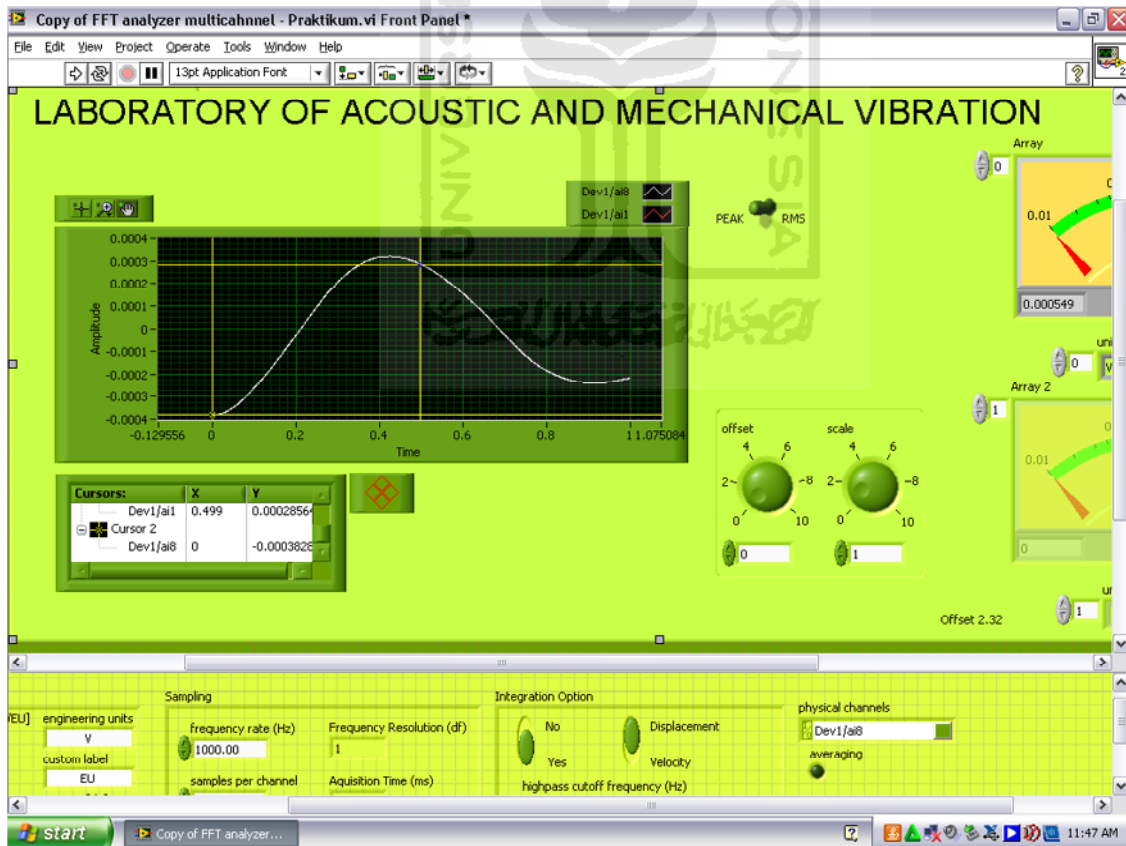 Copy of FFT analyzer multicahnnel - Praktikum.vi Front Panel *
File Edit View Project Operate Tools Window Help
13pt Application Font
2
LABORATORY OF ACOUSTIC AND MECHANICAL VIBRATION
Dev1/ai8
Dev1/ai1
PEAK RMS
Array
0
0.01
0.000549
0.0004
0.0003
0.0002
0.0001
0
-0.0001
-0.0002
-0.0003
-0.0004
Amplitude
-0.129556 0 0.2 0.4 0.6 0.8 1 1.075084
Time
0
Array 2
1
0.01
0
offset
0 2 4 6 8 10
0
scale
0 2 4 6 8 10
1
Cursors: X Y
Dev1/ai1 0.499 0.00028564
Cursor 2
Dev1/ai8 0 -0.0003828
Offset 2.32
1
/EU]
engineering units
V
custom label
EU
Sampling
frequency rate (Hz)
1000.00
samples per channel
Frequency Resolution (df)
1
Aquisition Time (ms)
Integration Option
No
Yes
Displacement
Velocity
highpass cutoff frequency (Hz)
physical channels
Dev1/ai8
averaging
start
Copy of FFT analyzer...
11:47 AM